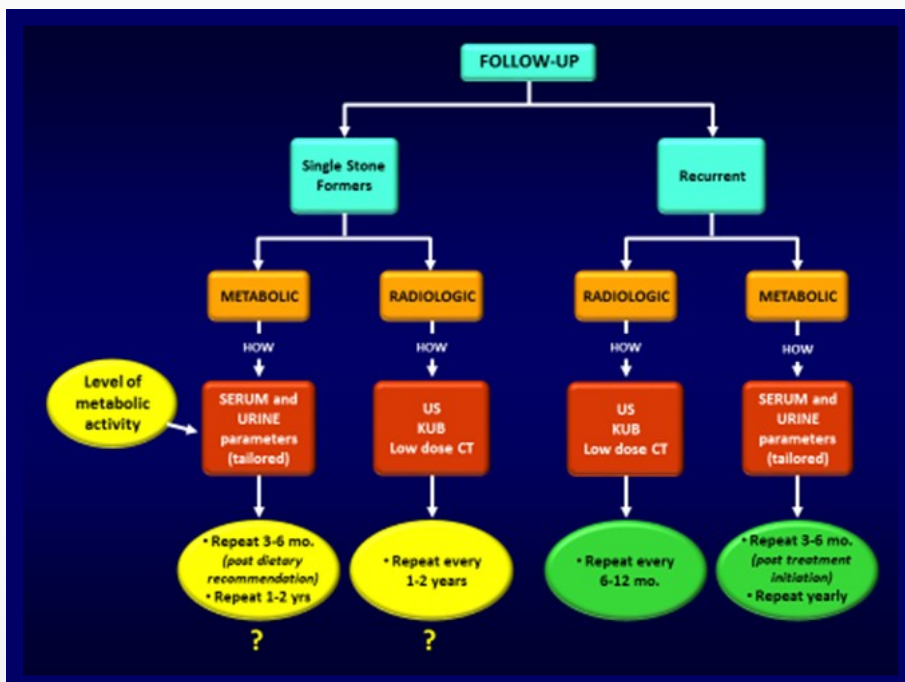 FOLLOW-UP
Single Stone
Formers
Recurrent
METABOLIC
RADIOLOGIC
RADIOLOGIC
METABOLIC
HOW
HOW
HOW
HOW
Level of
metabolic
activity
SERUM and
URINE
parameters
(tailored)
US
KUB
Low dose CT
US
KUB
Low dose CT
SERUM and
URINE
parameters
(tailored)
• Repeat 3-6 mo.
(post dietary
recommendation)
• Repeat 1-2 yrs
• Repeat every
1-2 years
• Repeat every
6-12 mo.
• Repeat 3-6 mo.
(post treatment
initiation)
• Repeat yearly
?
?